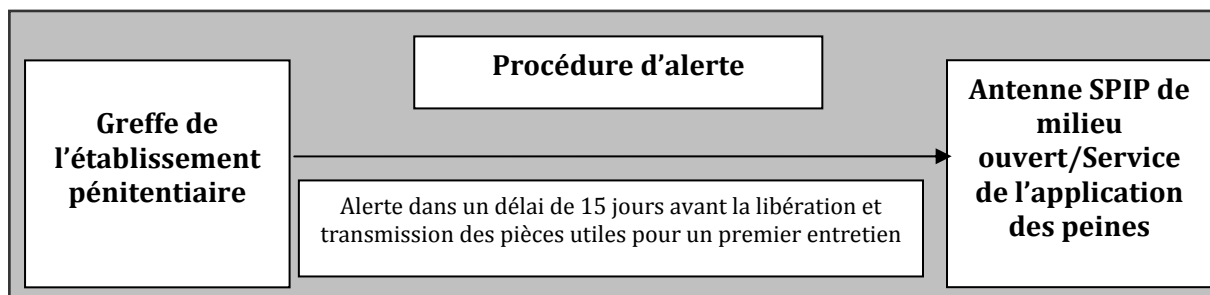 Procédure d’alerte
Greffe de
l’établissement
pénitentiaire
Alerte dans un délai de 15 jours avant la libération et
transmission des pièces utiles pour un premier entretien
Antenne SPIP de
milieu
ouvert/Service
de l’application
des peines